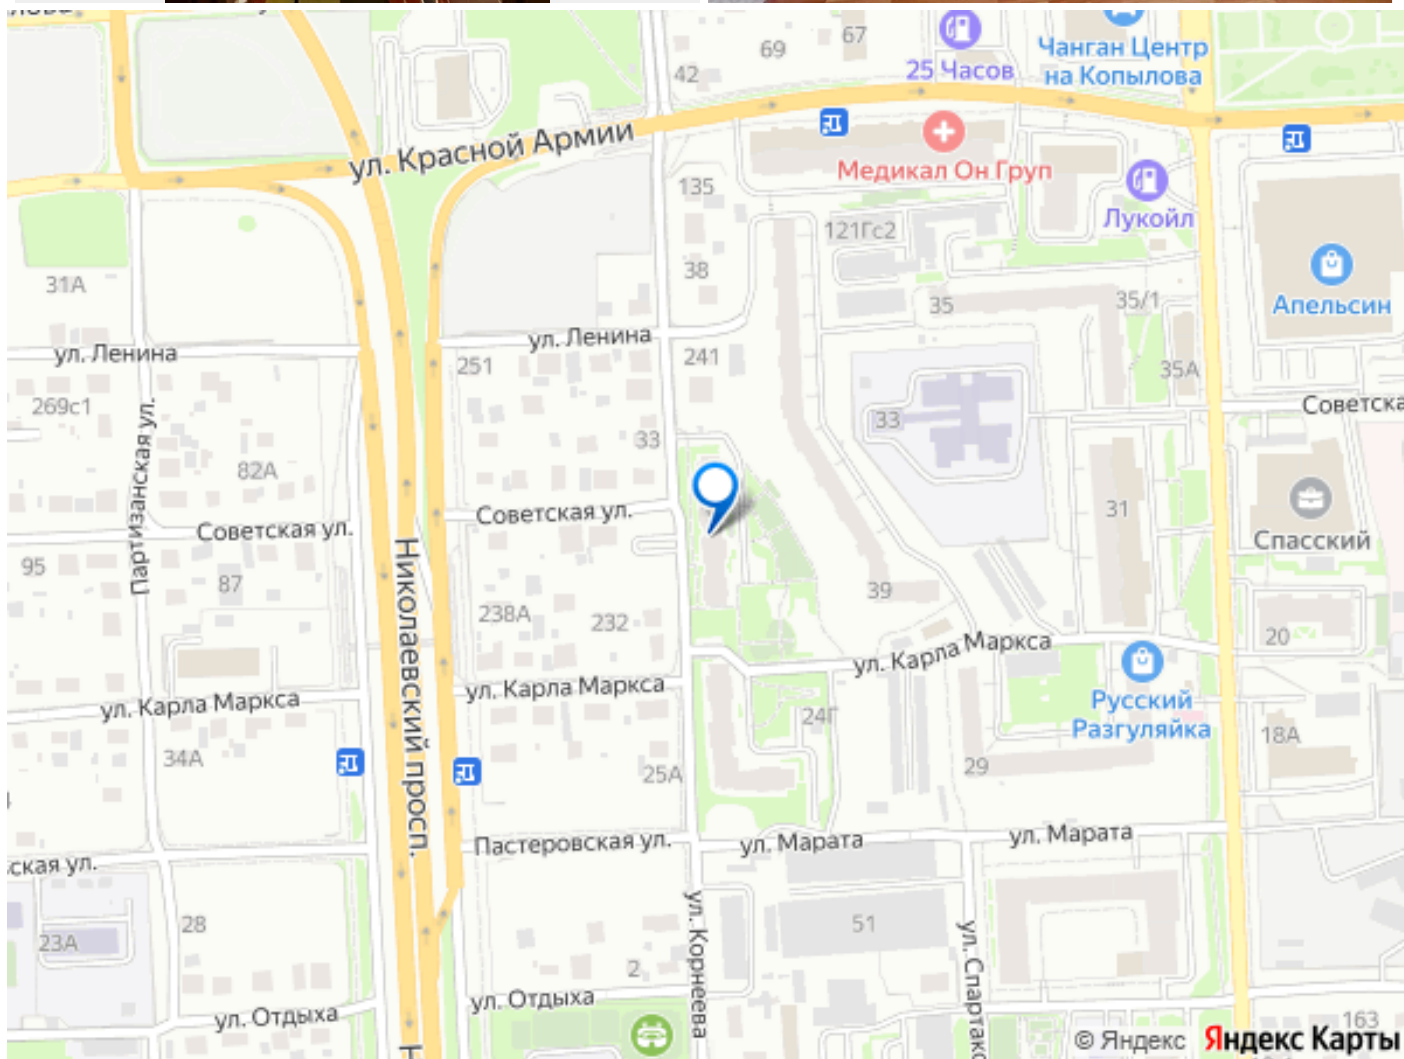 67
69
42
25 Часов
Чанган Центр
на Копылова
ул. Красной Армии
Медикал Он Груп
Лукойл
135
121Гс2
38
31А
35
35/1
Апельсин
ул. Ленина
ул. Ленина
251
241
35А
269с1
Партизанская ул.
33
33
Советска
82А
Советская ул.
Советская ул.
31
Спасский
95
87
Николаевский просп.
238А
232
39
20
ул. Карла Маркса
ул. Карла Маркса
ул. Карла Маркса
Русский
Разгуляйка
24Г
18А
34А
25А
29
Пастеровская ул.
ул. Марата
ул. Марата
ская ул.
28
23А
51
ул. Корнеева
ул. Спартако
2
ул. Отдыха
ул. Отдыха
163
© Яндекс Яндекс Карты